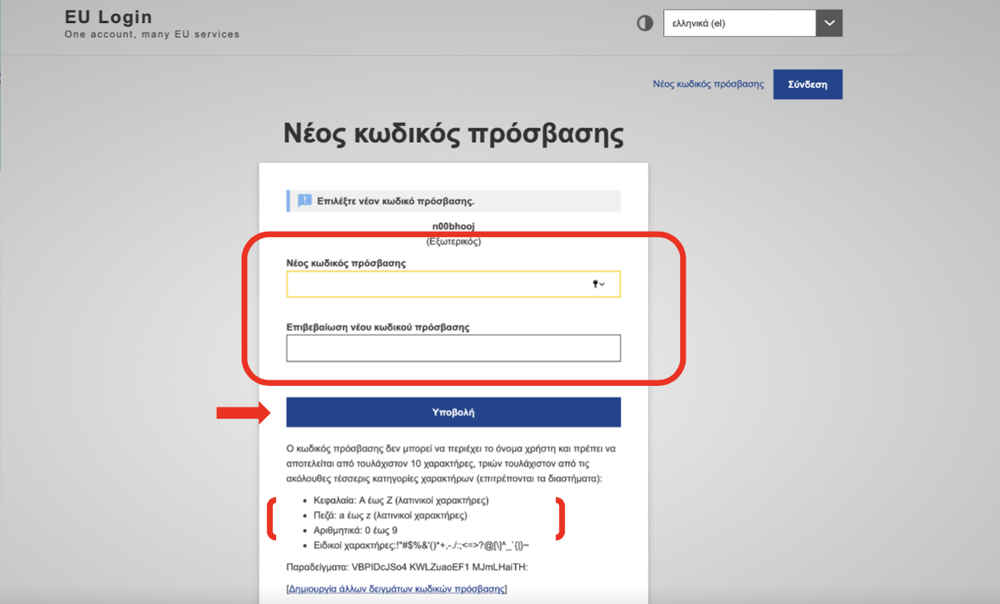 EU Login
One account, many EU services
ελληνικά (el)
Νέος κωδικός πρόσβασης
Σύνδεση
Νέος κωδικός πρόσβασης
Επιλέξτε νέον κωδικό πρόσβασης.
n00bhooj
(Εξωτερικός)
Νέος κωδικός πρόσβασης
Επιβεβαίωση νέου κωδικού πρόσβασης
Υποβολή
Ο κωδικός πρόσβασης δεν μπορεί να περιέχει το όνομα χρήστη και πρέπει να
αποτελείται από τουλάχιστον 10 χαρακτήρες, τριών τουλάχιστον από τις
ακόλουθες τέσσερις κατηγορίες χαρακτήρων (επιτρέπονται τα διαστήματα):
• Κεφαλαία: A έως Z (λατινικοί χαρακτήρες)
• Πεζά: a έως z (λατινικοί χαρακτήρες)
• Αριθμητικά: 0 έως 9
• Ειδικοί χαρακτήρες:!"#$%&'()*+,-./:;<=>?@[\]^_`{|}~
Παραδείγματα: VBPIDcJSo4 KWLZuaoEF1 MJmLHaiTH:
[Δημιουργία άλλων δειγμάτων κωδικών πρόσβασης]